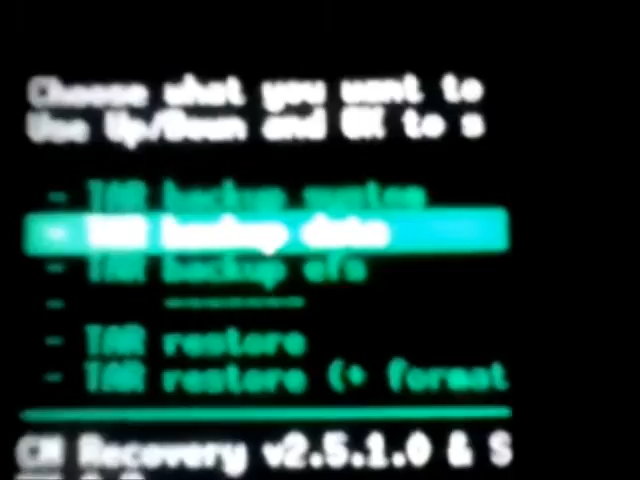 Choose what you want to
Use Up/Down and OK to s
- TAR backup system
- TAR backup data
- TAR backup efs
- --------
- TAR restore
- TAR restore (+ format
CM Recovery v2.5.1.0 & S